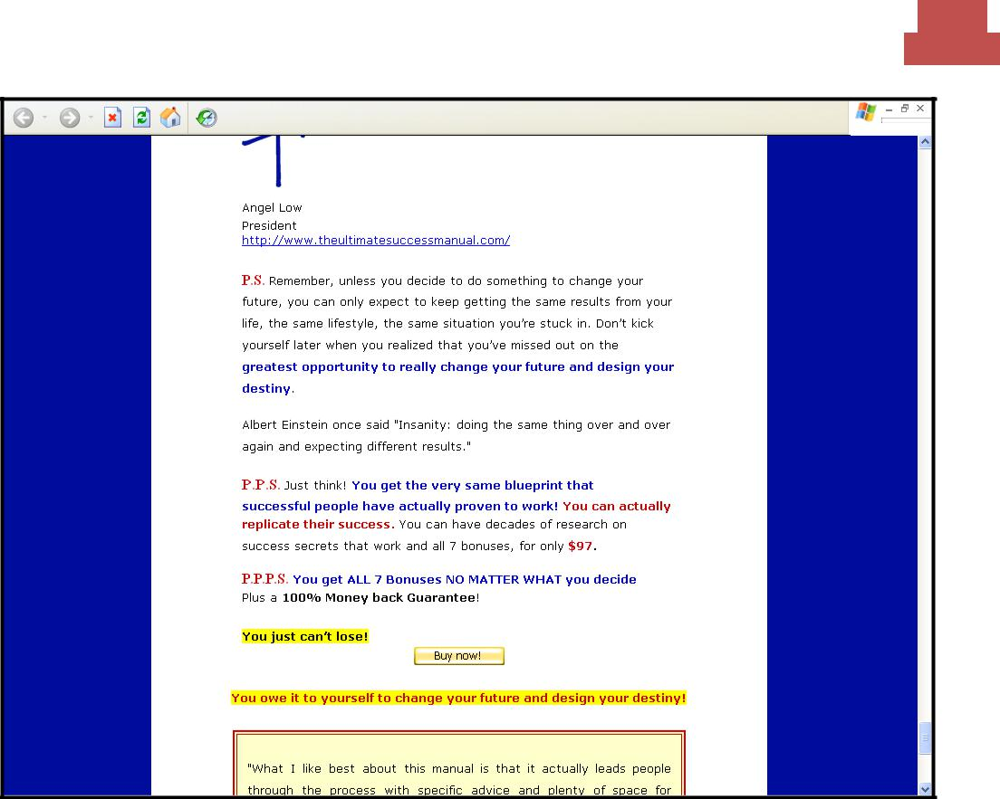 Angel Low
President
http://www.theultimatesuccessmanual.com/
P.S. Remember, unless you decide to do something to change your
future, you can only expect to keep getting the same results from your
life, the same lifestyle, the same situation you're stuck in. Don't kick
yourself later when you realized that you've missed out on the
greatest opportunity to really change your future and design your
destiny.
Albert Einstein once said "Insanity: doing the same thing over and over
again and expecting different results."
P.P.S. Just think! You get the very same blueprint that
successful people have actually proven to work! You can actually
replicate their success. You can have decades of research on
success secrets that work and all 7 bonuses, for only $97.
P.P.P.S. You get ALL 7 Bonuses NO MATTER WHAT you decide
Plus a 100% Money back Guarantee!
You just can't lose!
Buy now!
You owe it to yourself to change your future and design your destiny!
"What I like best about this manual is that it actually leads people
through the process with specific advice and plenty of space for